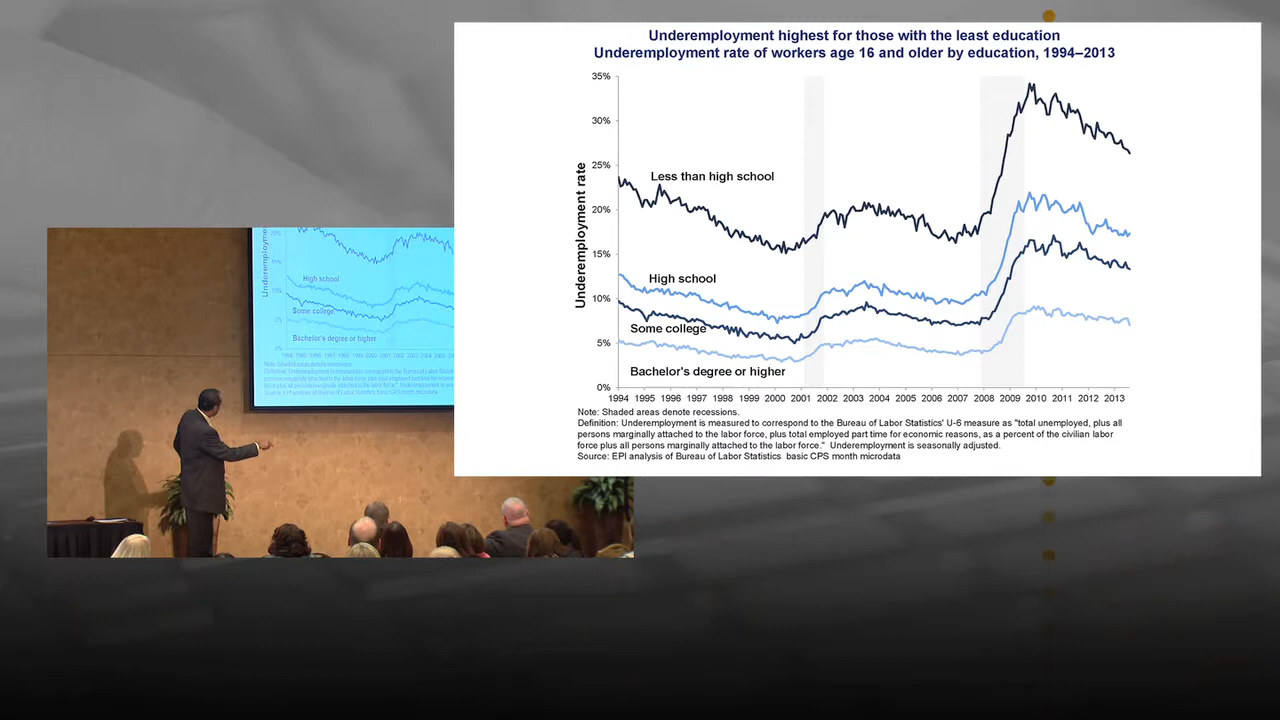 Underemployment highest for those with the least education
Underemployment rate of workers age 16 and older by education, 1994–2013
35%
30%
25%
20%
15%
10%
5%
0%
Underemployment rate
Less than high school
High school
Some college
Bachelor's degree or higher
1994 1995 1996 1997 1998 1999 2000 2001 2002 2003 2004 2005 2006 2007 2008 2009 2010 2011 2012 2013
Note: Shaded areas denote recessions.
Definition: Underemployment is measured to correspond to the Bureau of Labor Statistics' U-6 measure as "total unemployed, plus all
persons marginally attached to the labor force, plus total employed part time for economic reasons, as a percent of the civilian labor
force plus all persons marginally attached to the labor force." Underemployment is seasonally adjusted.
Source: EPI analysis of Bureau of Labor Statistics basic CPS month microdata
High school
Some college
Bachelor's degree or higher